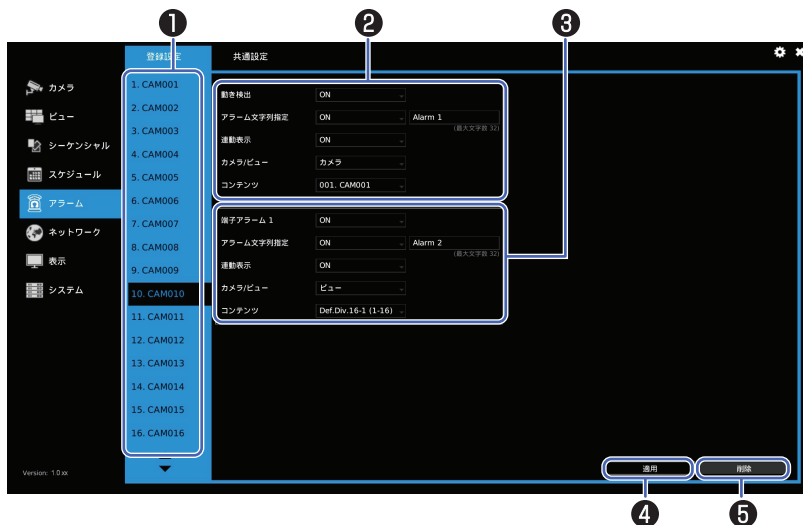 ❶ ❷ ❸
登録設定 共通設定
カメラ
ビュー
シーケンシャル
スケジュール
アラーム
ネットワーク
表示
システム
Version: 1.0.xx
1. CAM001
2. CAM002
3. CAM003
4. CAM004
5. CAM005
6. CAM006
7. CAM007
8. CAM008
9. CAM009
10. CAM010
11. CAM011
12. CAM012
13. CAM013
14. CAM014
15. CAM015
16. CAM016
動き検出 ON
アラーム文字列指定 ON Alarm 1
(最大文字数 32)
連動表示 ON
カメラ/ビュー カメラ
コンテンツ 001. CAM001
端子アラーム 1 ON
アラーム文字列指定 ON Alarm 2
(最大文字数 32)
連動表示 ON
カメラ/ビュー ビュー
コンテンツ Def.Div.16-1 (1-16)
適用 削除
❹ ❺